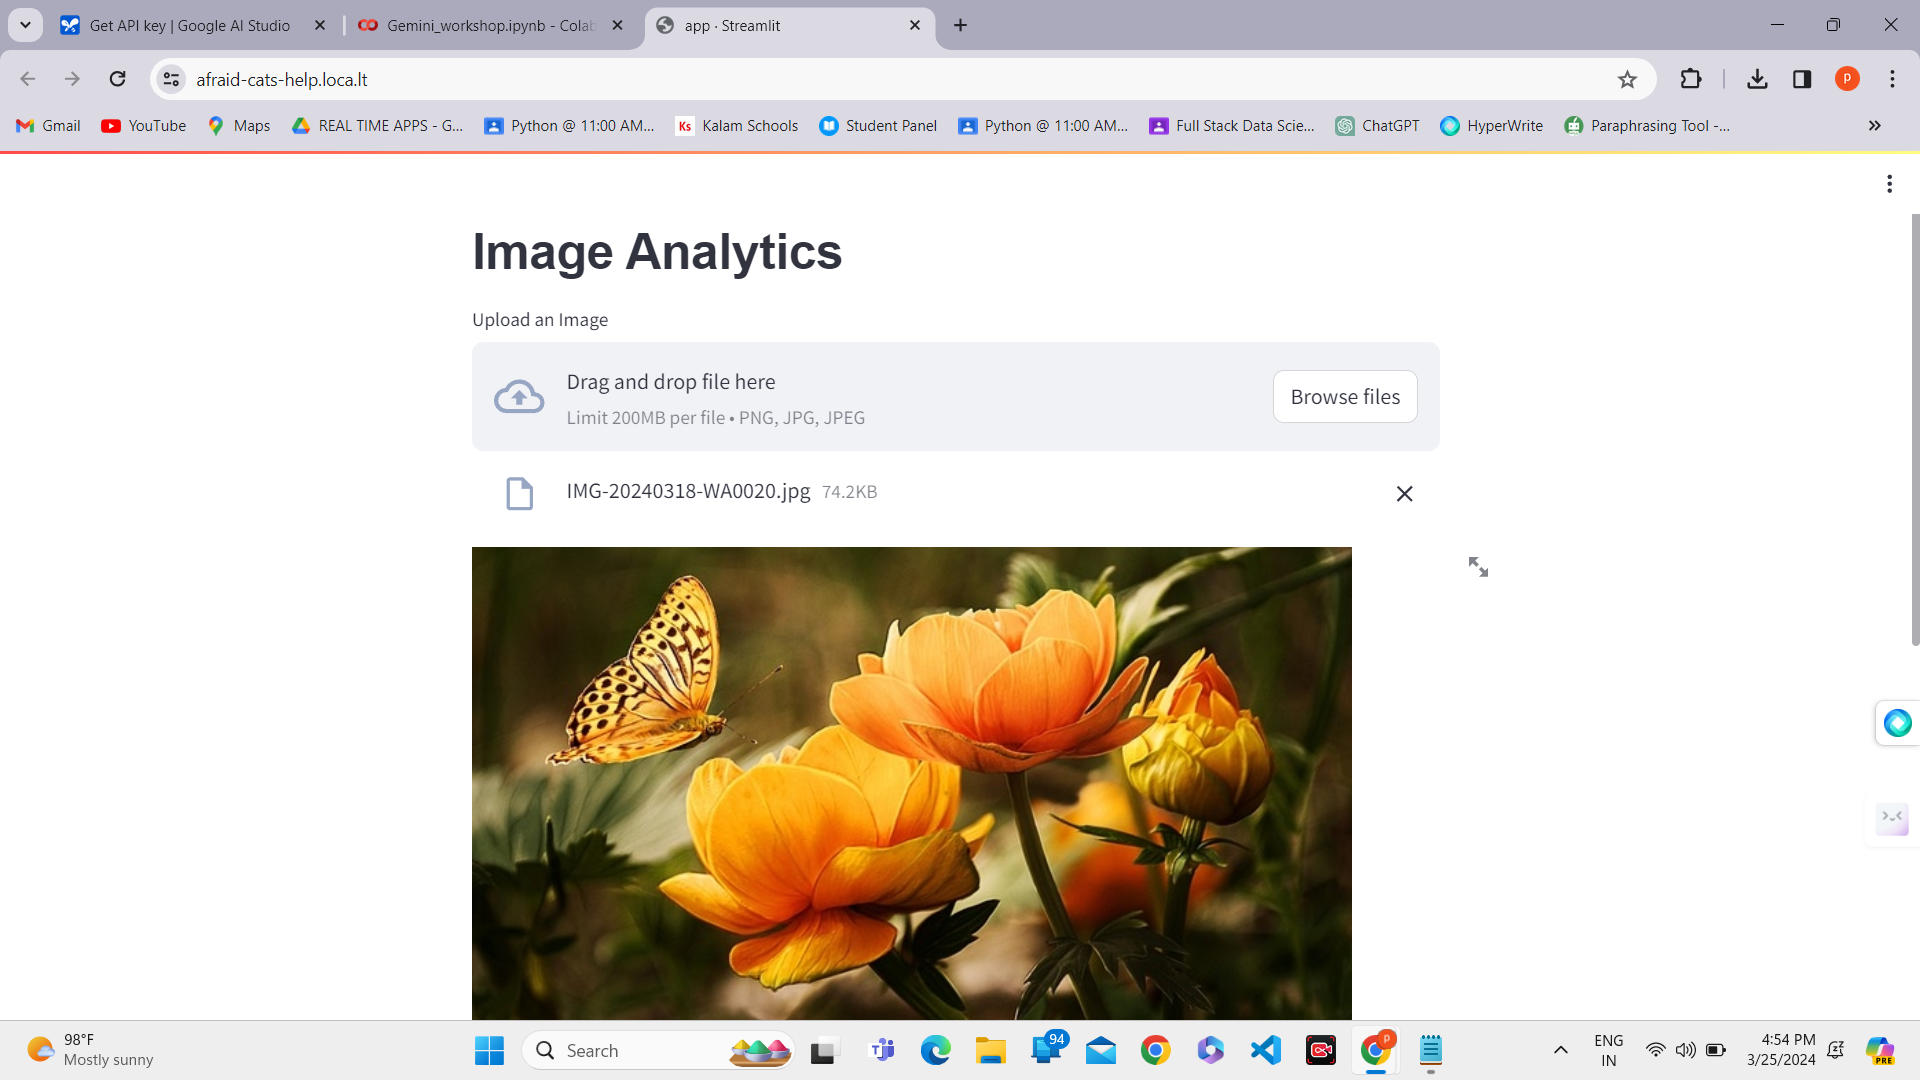 Get API key | Google AI Studio
Gemini_workshop.ipynb - Colab
app · Streamlit
afraid-cats-help.loca.lt
P
Gmail
YouTube
Maps
REAL TIME APPS - G...
Python @ 11:00 AM...
Ks
Kalam Schools
Student Panel
Python @ 11:00 AM...
Full Stack Data Scie...
ChatGPT
HyperWrite
Paraphrasing Tool -...
Image Analytics
Upload an Image
Drag and drop file here
Limit 200MB per file • PNG, JPG, JPEG
Browse files
IMG-20240318-WA0020.jpg 74.2KB
98°F
Mostly sunny
Search
94
P
ENG
IN
4:54 PM
3/25/2024
PRE